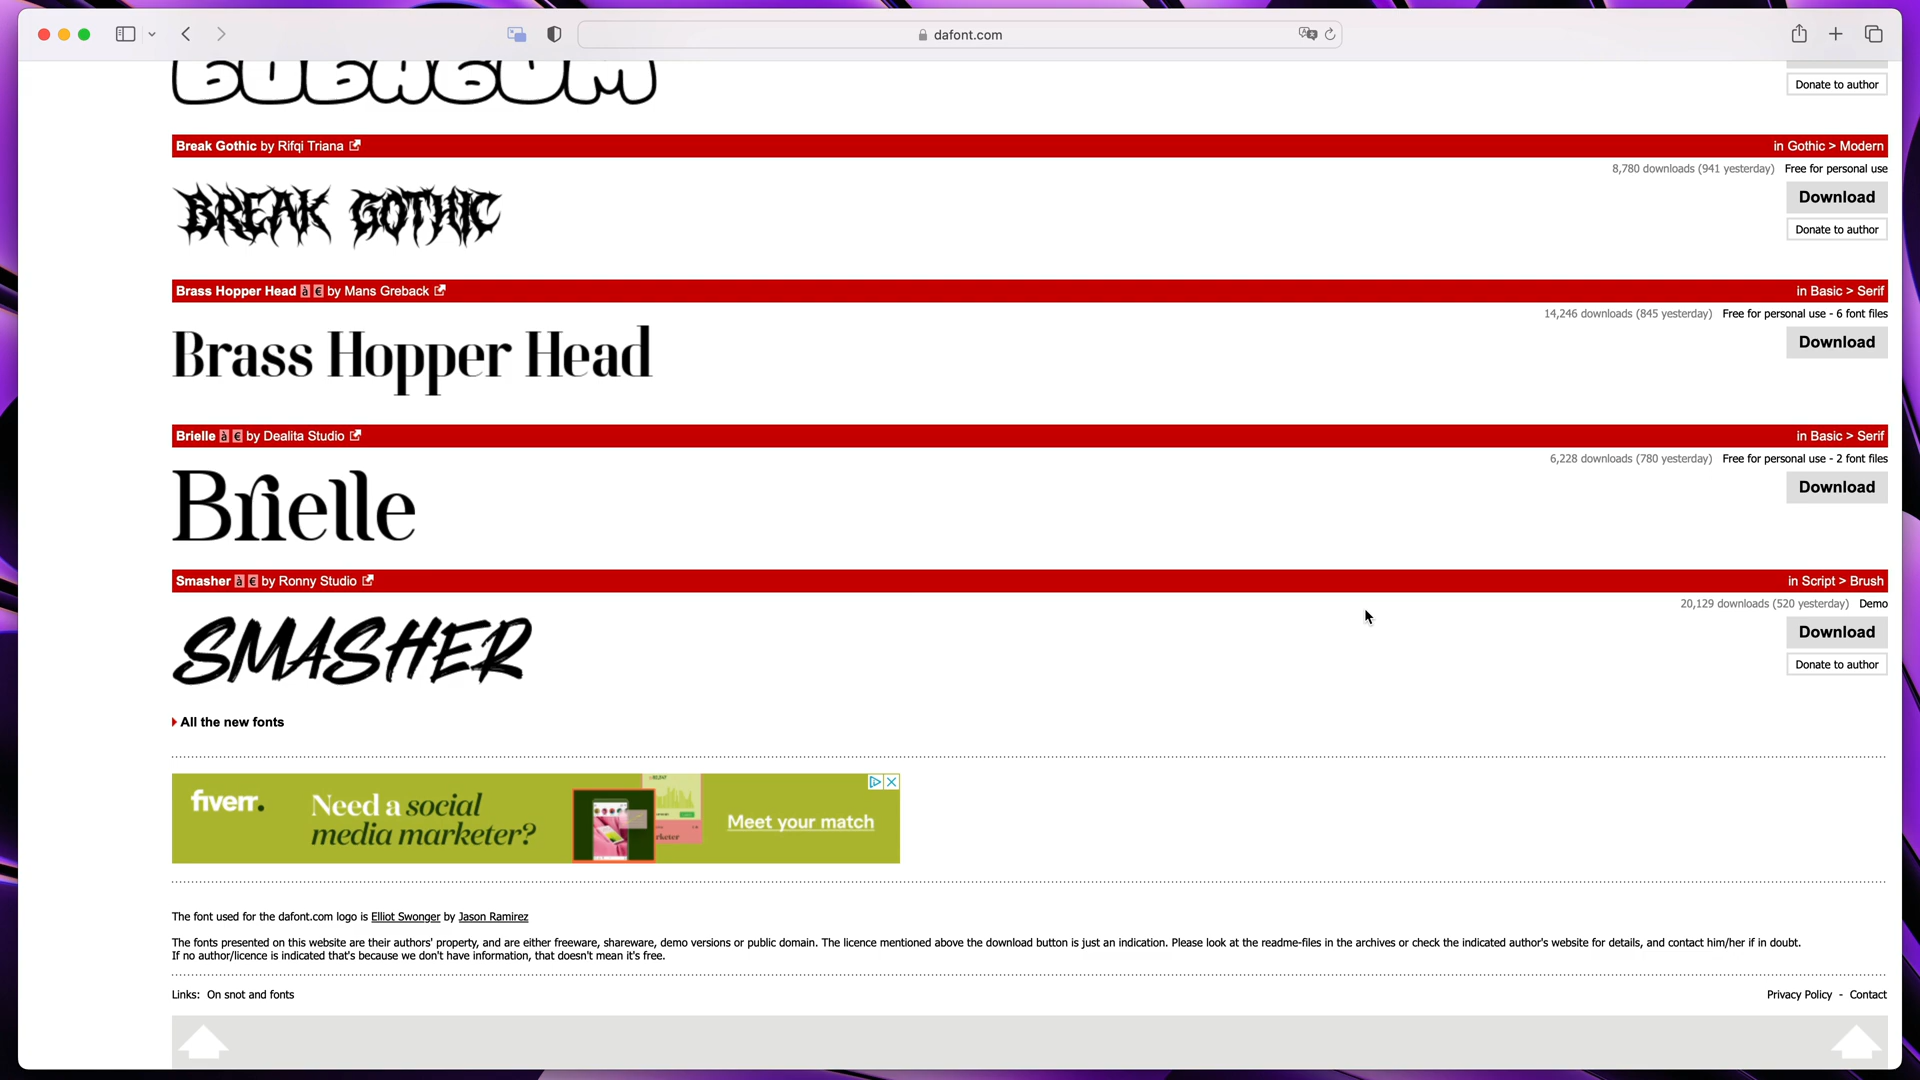 dafont.com
BUBAGUM
Donate to author
Break Gothic by Rifqi Triana
in Gothic > Modern
8,780 downloads (941 yesterday) Free for personal use
BREAK GOTHIC
Download
Donate to author
Brass Hopper Head à € by Mans Greback
in Basic > Serif
14,246 downloads (845 yesterday) Free for personal use - 6 font files
Brass Hopper Head
Download
Brielle à € by Dealita Studio
in Basic > Serif
6,228 downloads (780 yesterday) Free for personal use - 2 font files
Brielle
Download
Smasher à € by Ronny Studio
in Script > Brush
20,129 downloads (520 yesterday) Demo
SMASHER
Download
Donate to author
All the new fonts
fiverr.
Need a social
media marketer?
Meet your match
The font used for the dafont.com logo is Elliot Swonger by Jason Ramirez
The fonts presented on this website are their authors' property, and are either freeware, shareware, demo versions or public domain. The licence mentioned above the download button is just an indication. Please look at the readme-files in the archives or check the indicated author's website for details, and contact him/her if in doubt.
If no author/licence is indicated that's because we don't have information, that doesn't mean it's free.
Links: On snot and fonts
Privacy Policy - Contact